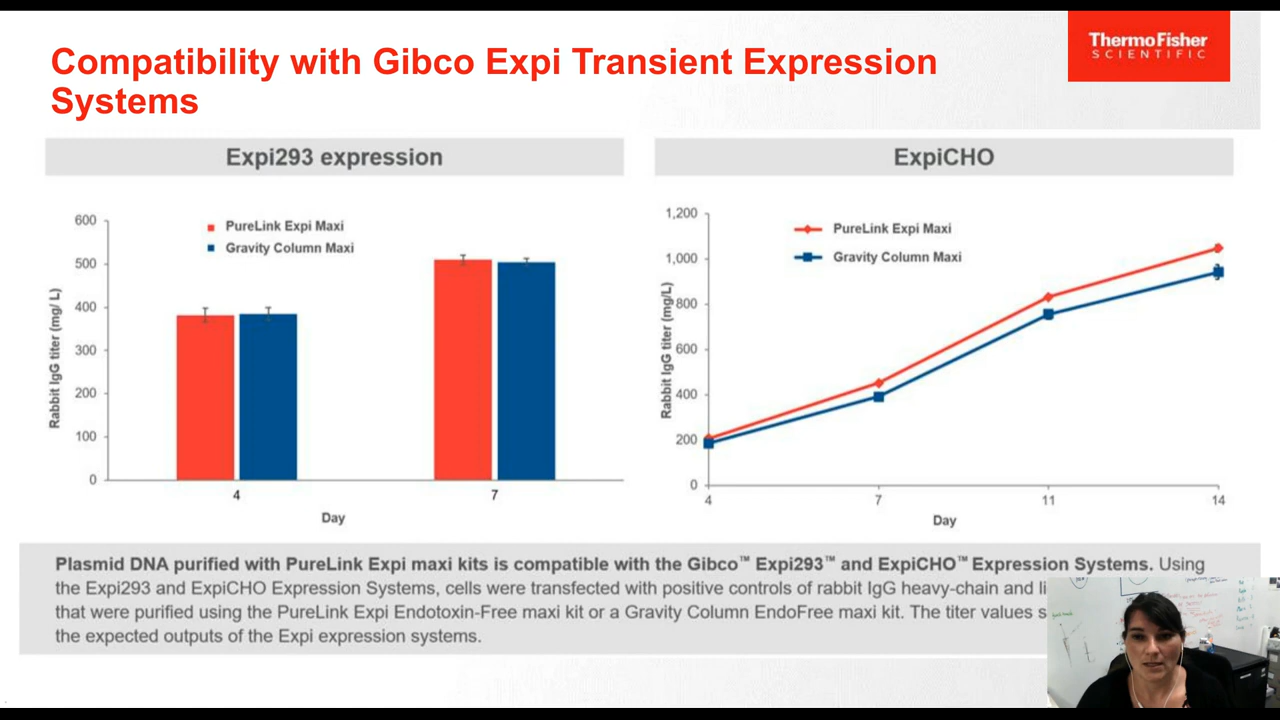 Compatibility with Gibco Expi Transient Expression
Systems
ThermoFisher
SCIENTIFIC
Expi293 expression
600
500
400
300
200
100
0
Rabbit IgG titer (mg/ L)
PureLink Expi Maxi
Gravity Column Maxi
4
7
Day
ExpiCHO
1,200
1,000
800
600
400
200
0
Rabbit IgG titer (mg/L)
PureLink Expi Maxi
Gravity Column Maxi
4
7
11
14
Day
Plasmid DNA purified with PureLink Expi maxi kits is compatible with the Gibco™ Expi293™ and ExpiCHO™ Expression Systems. Using
the Expi293 and ExpiCHO Expression Systems, cells were transfected with positive controls of rabbit IgG heavy-chain and li
that were purified using the PureLink Expi Endotoxin-Free maxi kit or a Gravity Column EndoFree maxi kit. The titer values s
the expected outputs of the Expi expression systems.